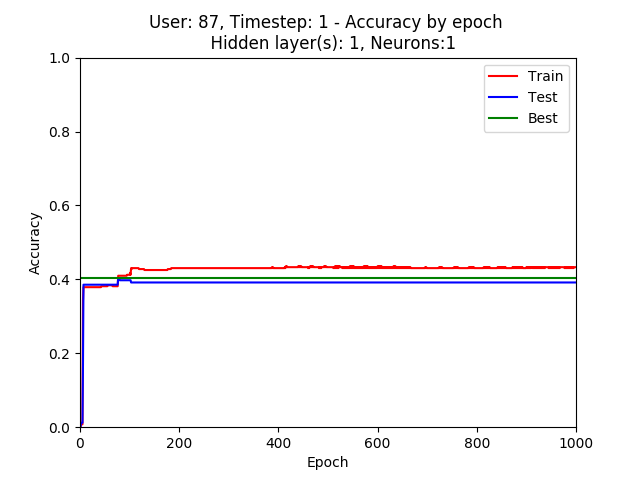 User: 87, Timestep: 1 - Accuracy by epoch
Hidden layer(s): 1, Neurons:1
1.0
0.8
0.6
0.4
0.2
0.0
Accuracy
Train
Test
Best
0
200
400
600
800
1000
Epoch